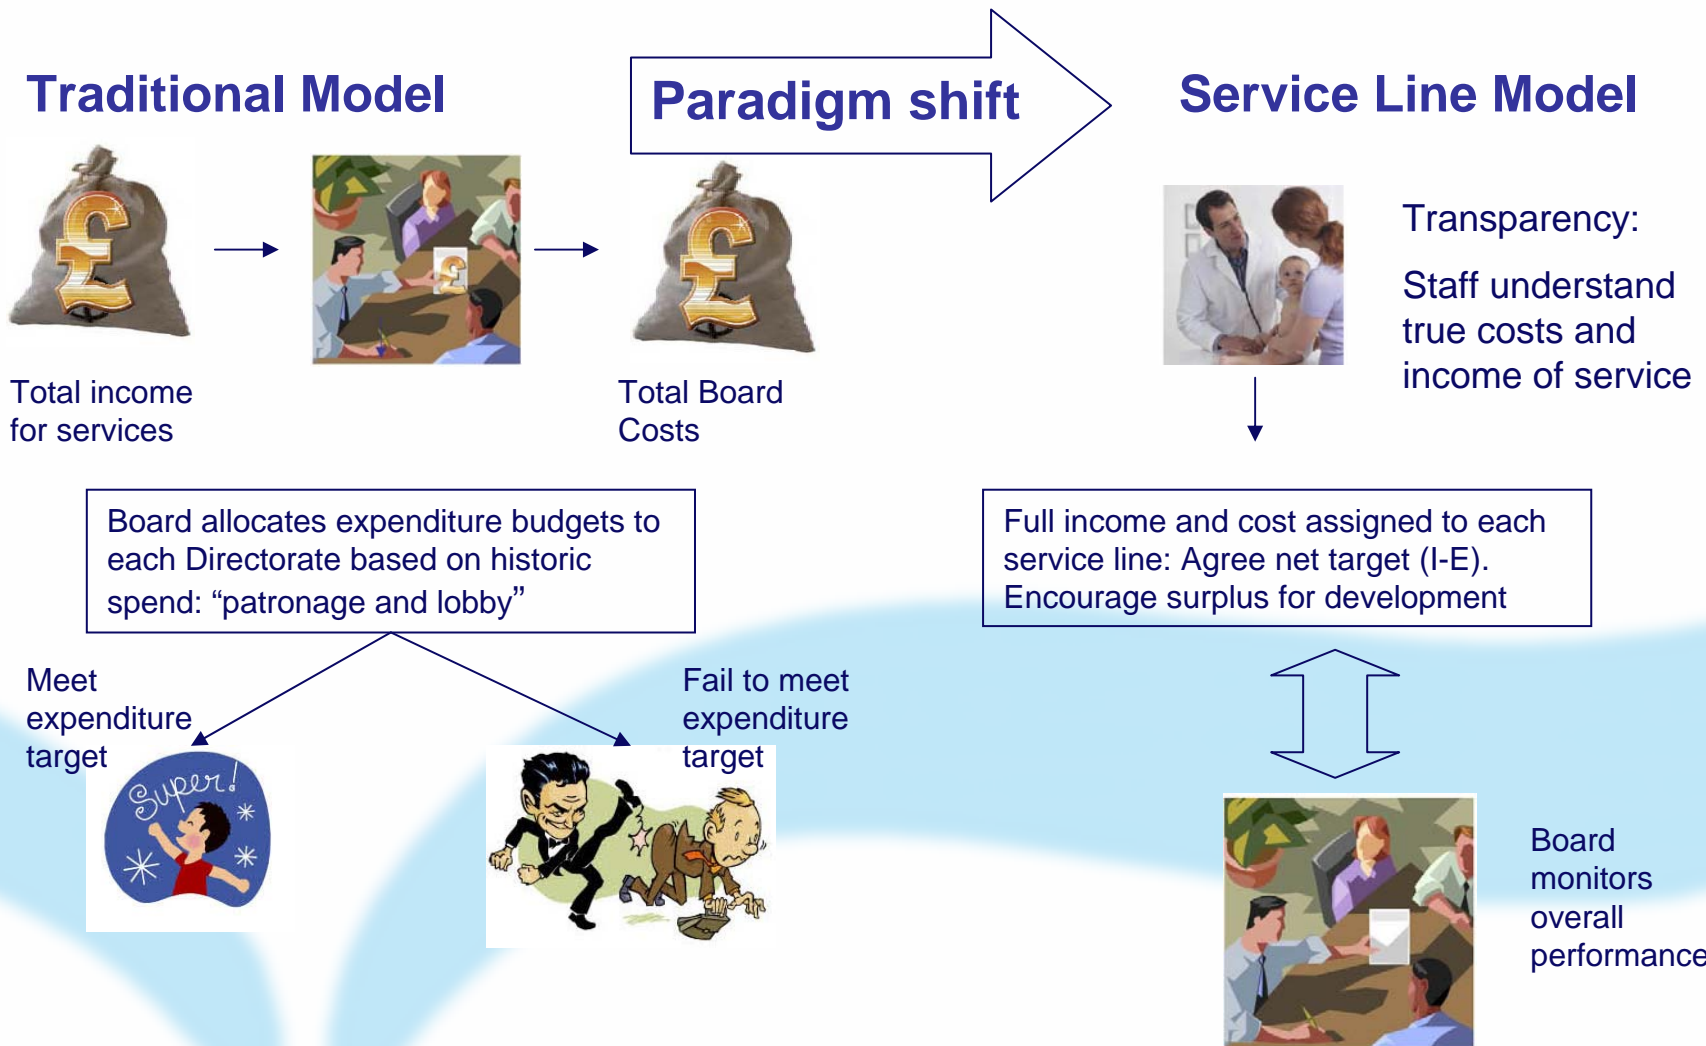 Traditional Model
Paradigm shift
Service Line Model
£
£
£
Total income
for services
Total Board
Costs
Transparency:
Staff understand
true costs and
income of service
Board allocates expenditure budgets to
each Directorate based on historic
spend: “patronage and lobby”
Meet
expenditure
target
Super!
Fail to meet
expenditure
target
Full income and cost assigned to each
service line: Agree net target (I-E).
Encourage surplus for development
Board
monitors
overall
performance